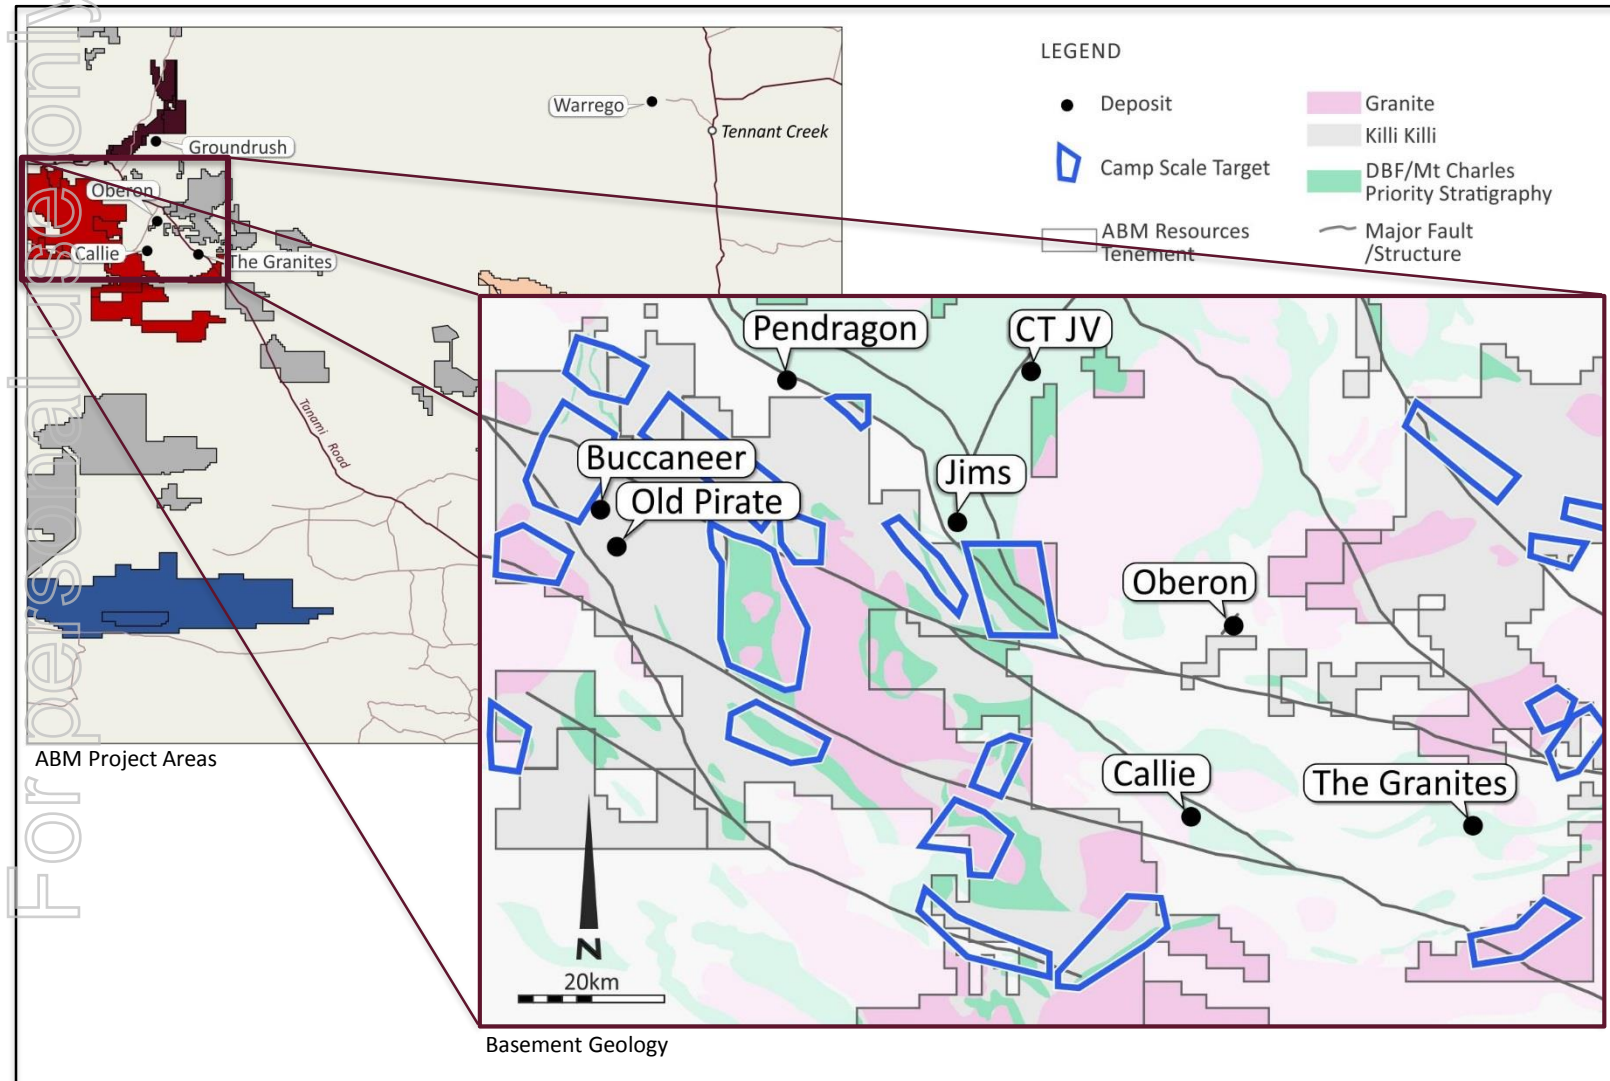 For personal use only
LEGEND
Deposit
Camp Scale Target
ABM Resources
Tenement
Granite
Killi Killi
DBF/Mt Charles
Priority Stratigraphy
Major Fault
/Structure
Warrego
Tennant Creek
Groundrush
Oberon
Callie
The Granites
Tanami Road
ABM Project Areas
Pendragon
CT JV
Buccaneer
Old Pirate
Jims
Oberon
Callie
The Granites
N
20km
Basement Geology